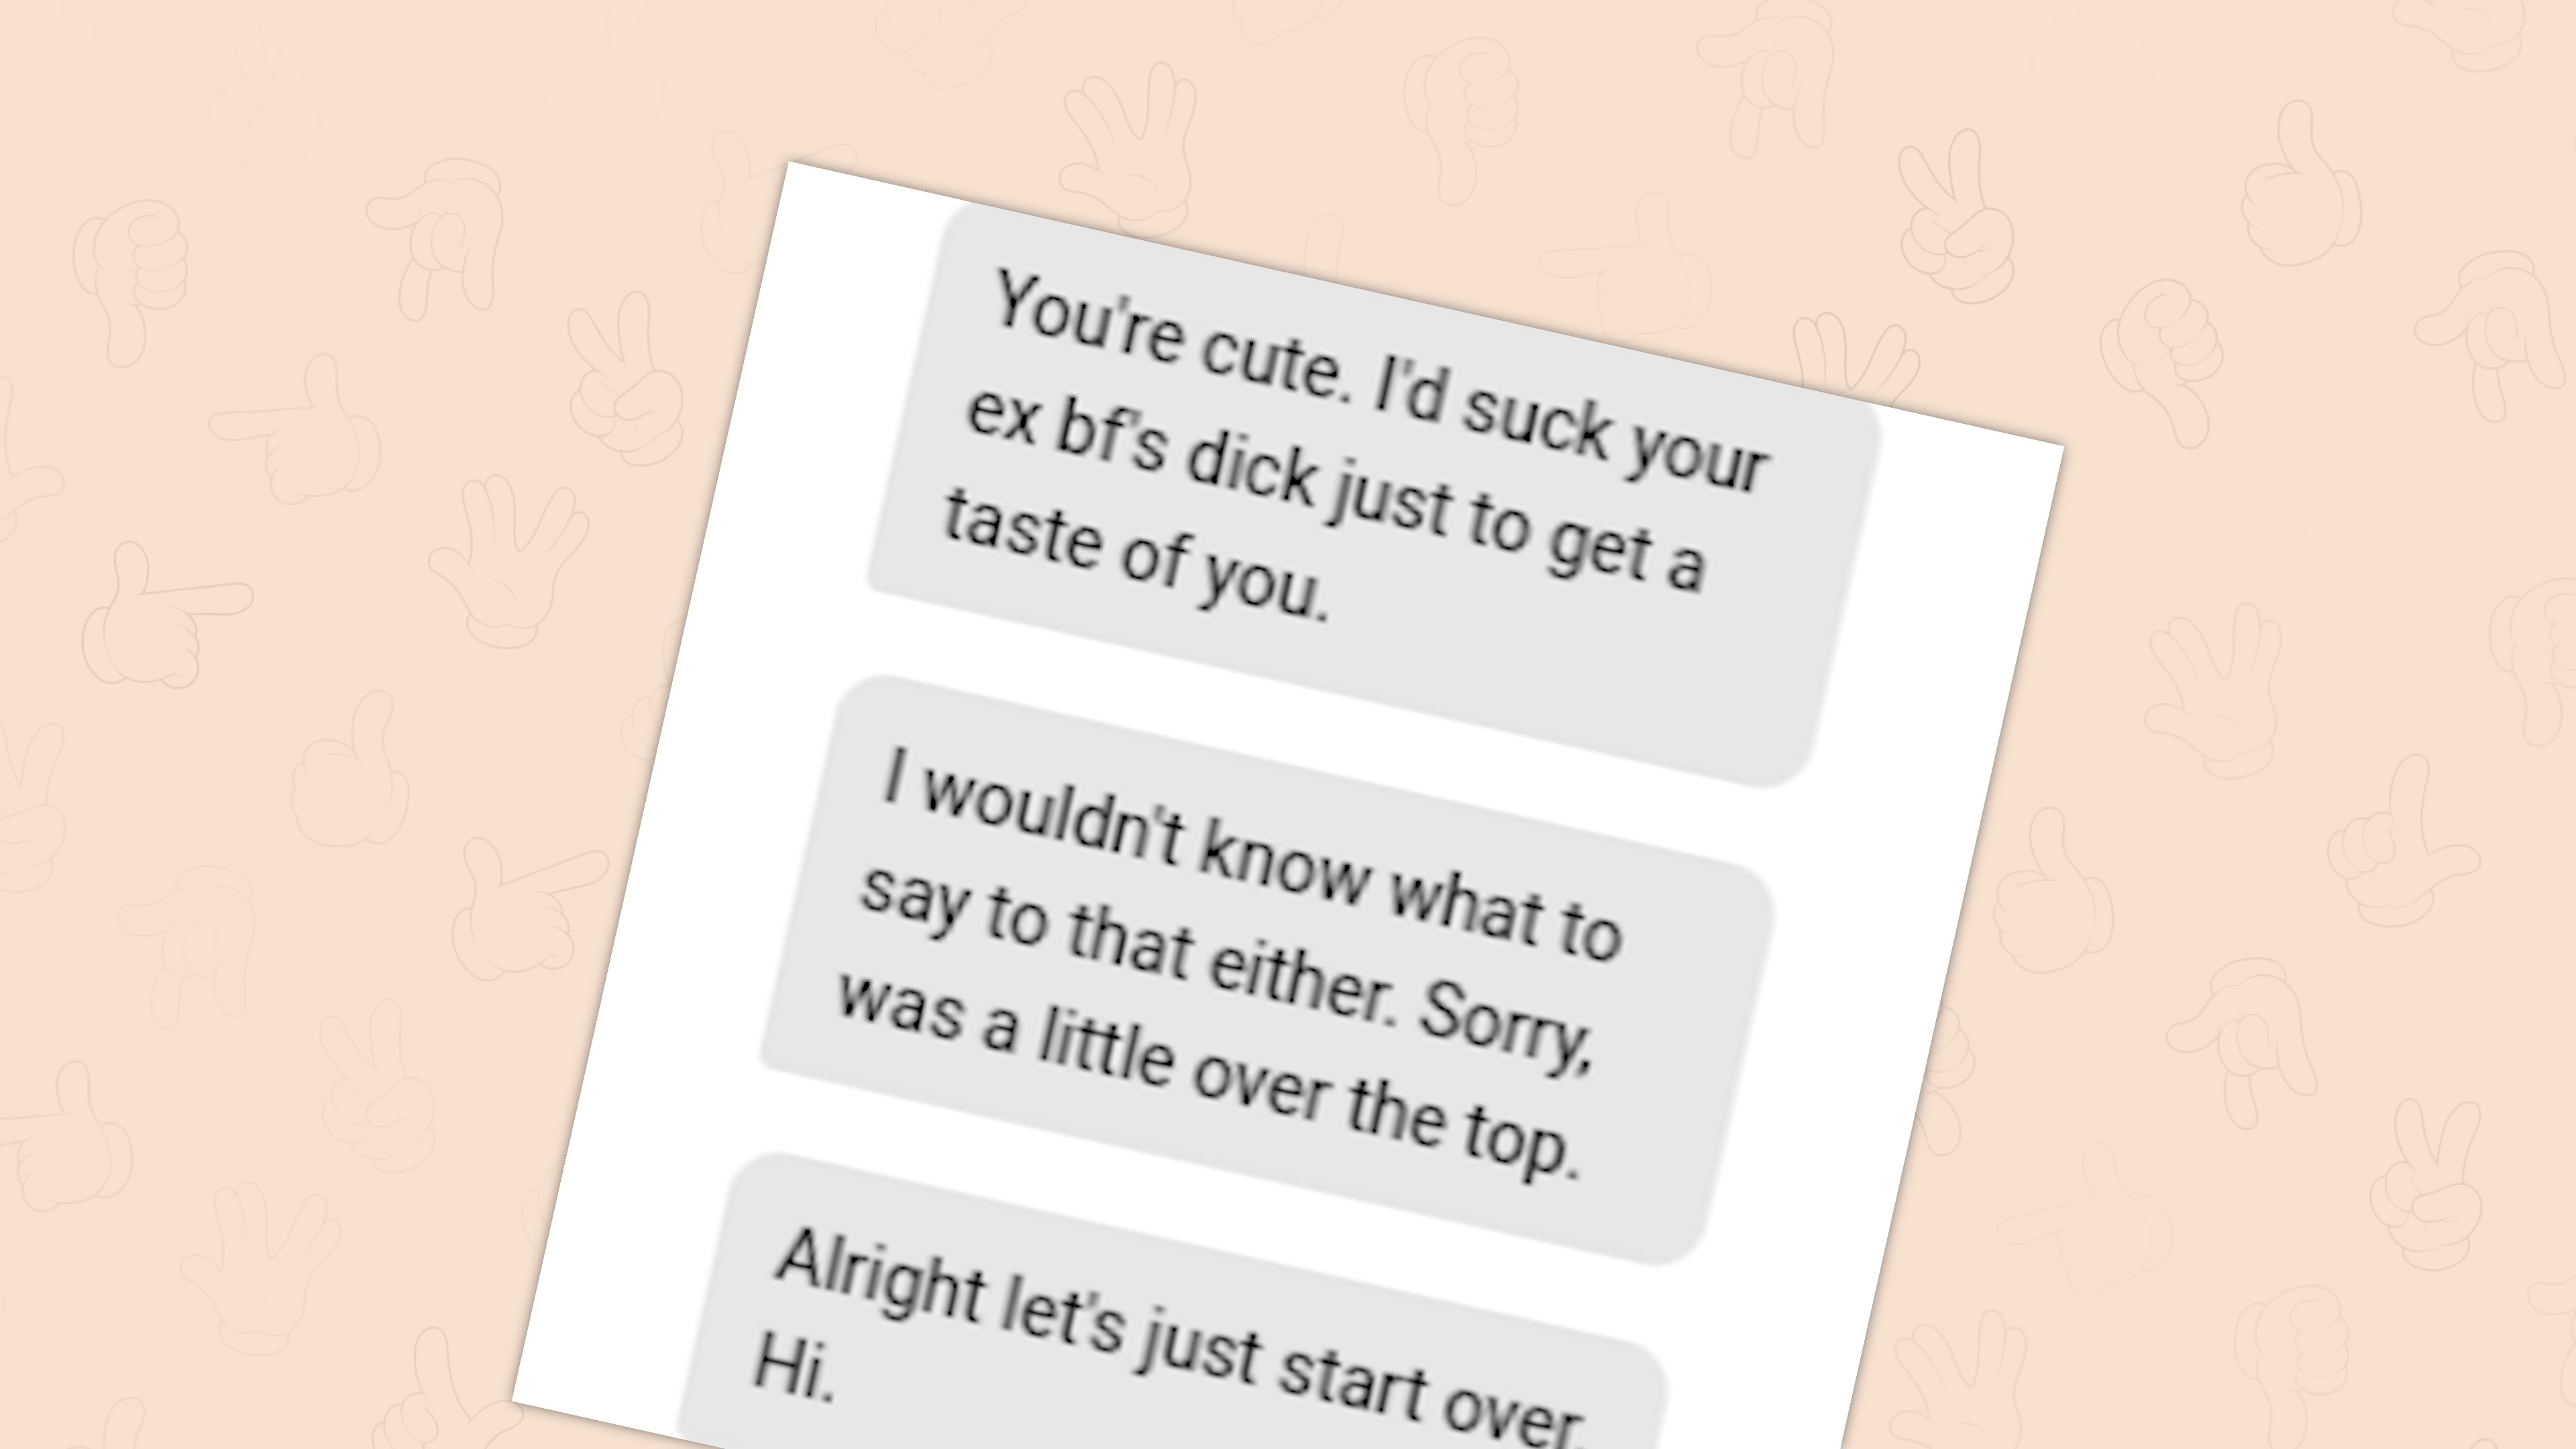 You're cute. I'd suck your
ex bf's dick just to get a
taste of you.
I wouldn't know what to
say to that either. Sorry,
was a little over the top.
Alright let's just start over.
Hi.